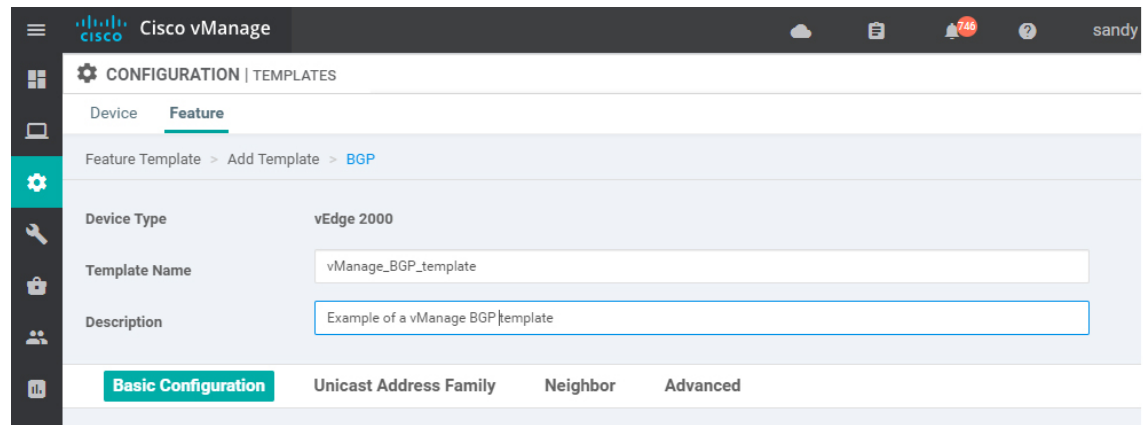 CISCO Cisco vManage 746 sandy
CONFIGURATION | TEMPLATES
Device Feature
Feature Template > Add Template > BGP
Device Type vEdge 2000
Template Name vManage_BGP_template
Description Example of a vManage BGP template
Basic Configuration Unicast Address Family Neighbor Advanced